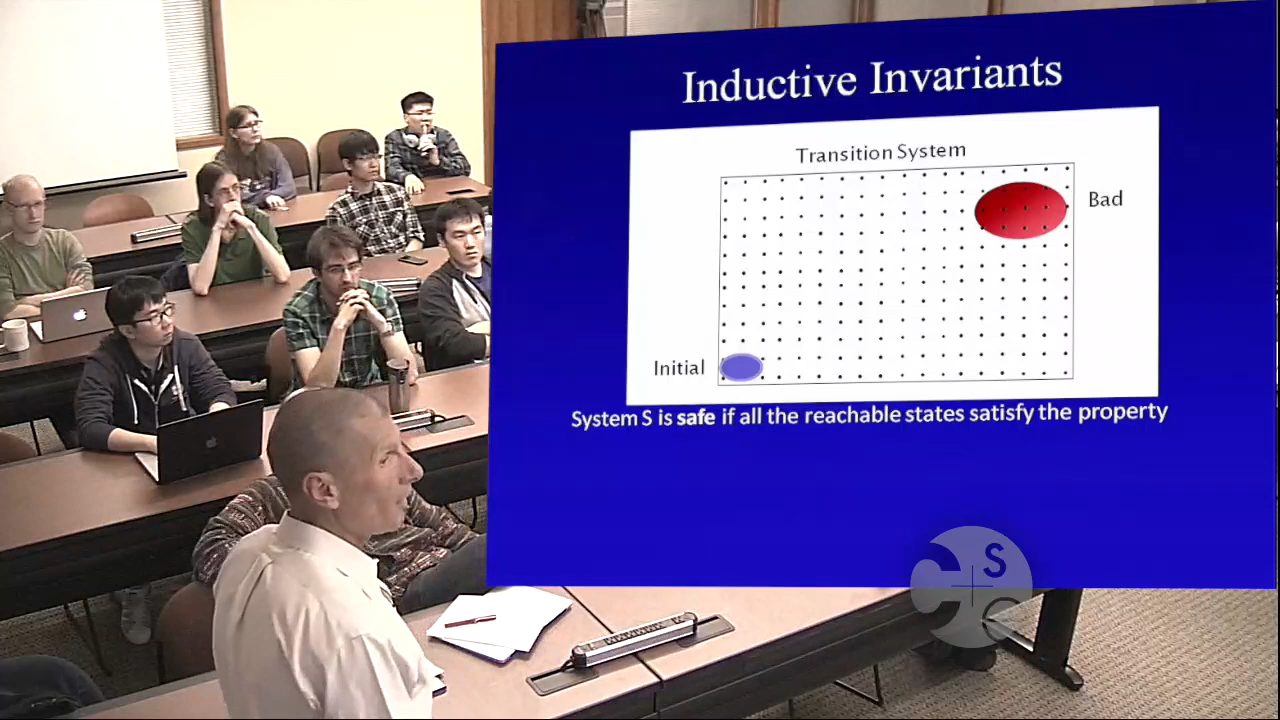 Inductive Invariants
Transition System
Bad
Initial
System S is safe if all the reachable states satisfy the property
S